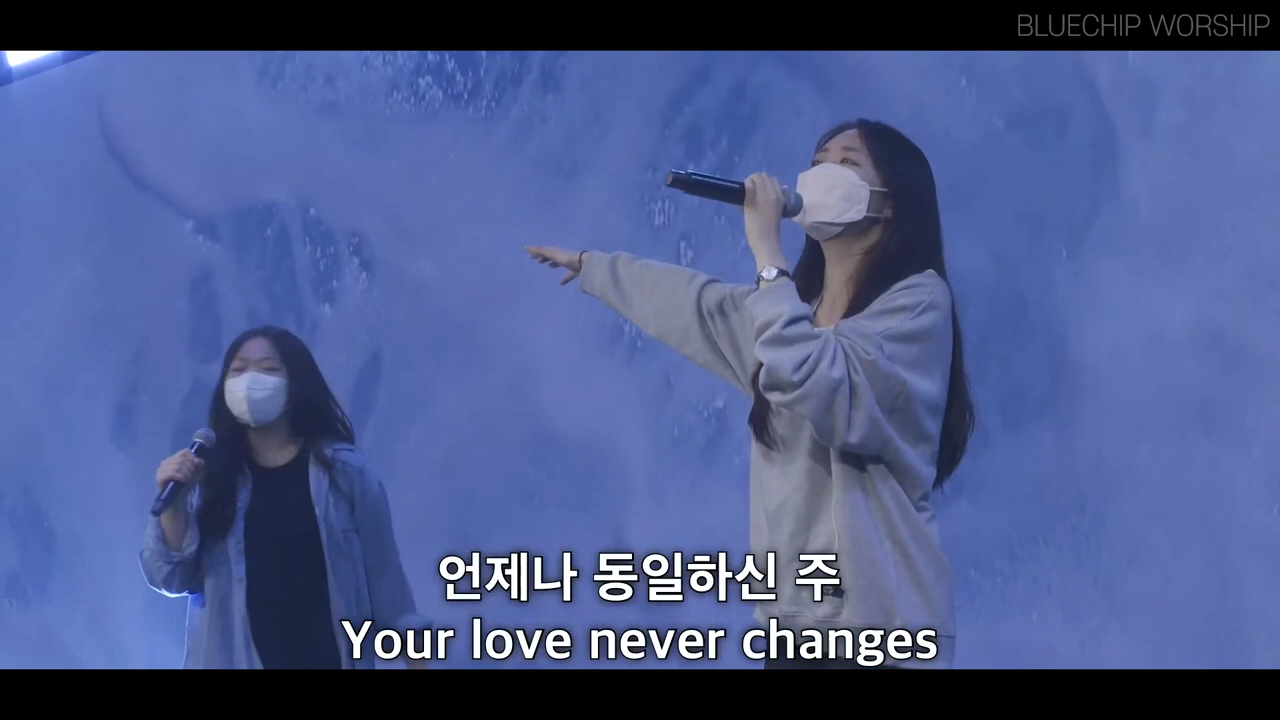 BLUECHIP WORSHIP
언제나 동일하신 주
Your love never changes